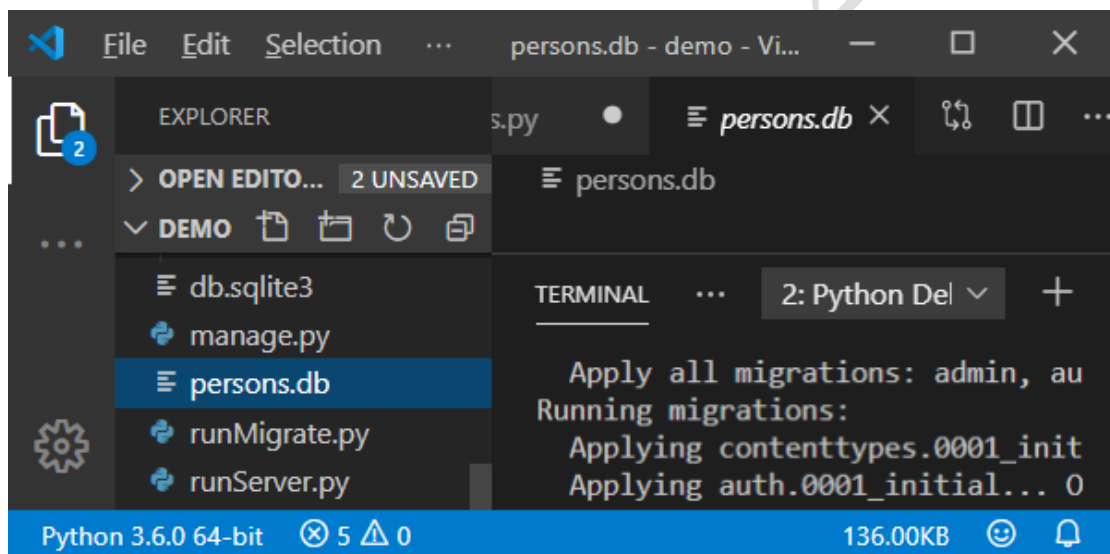 File Edit Selection ··· persons.db - demo - Vi...
EXPLORER
2
OPEN EDITO... 2 UNSAVED
DEMO
db.sqlite3
manage.py
persons.db
runMigrate.py
runServer.py
s.py
persons.db
persons.db
TERMINAL ··· 2: Python Del
Apply all migrations: admin, au
Running migrations:
Applying contenttypes.0001_init
Applying auth.0001_initial... O
Python 3.6.0 64-bit 5 0 136.00KB